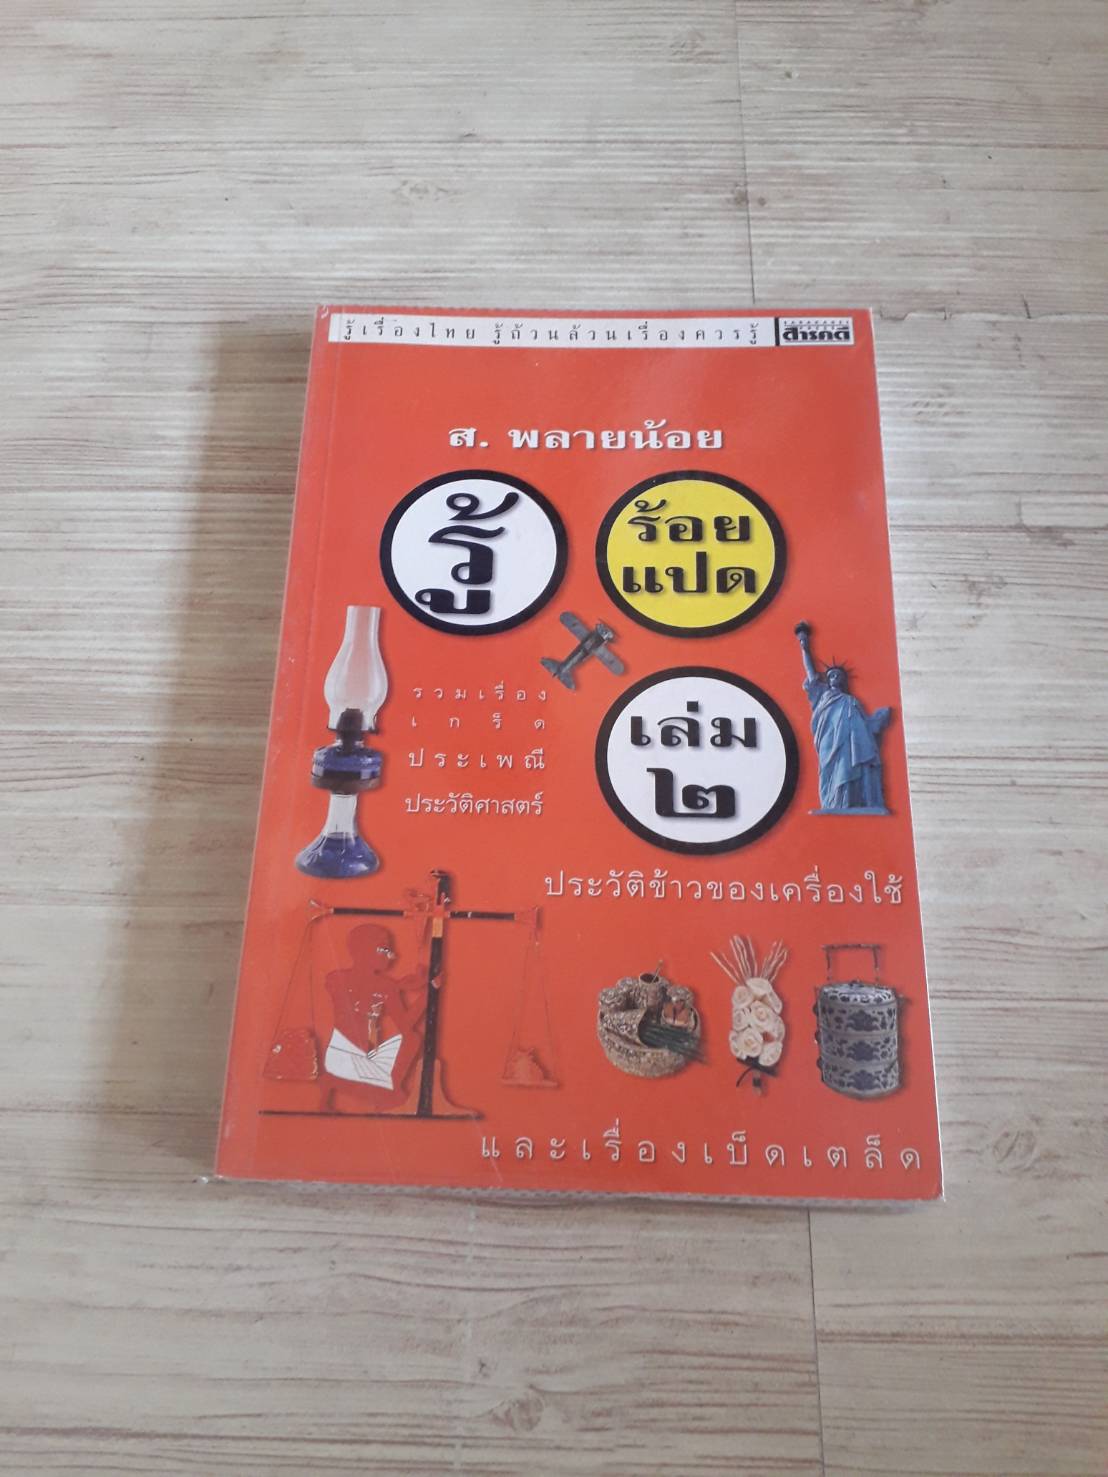 รู้เรื่องไทย รู้ถ้วนล้วนเรื่องควรรู้
สารคดี
ส. พลายน้อย
รู้
ร้อย
แปด
เล่ม
๒
รวมเรื่อง
เกร็ด
ประเพณี
ประวัติศาสตร์
ประวัติข้าวของเครื่องใช้
และเรื่องเบ็ดเตล็ด